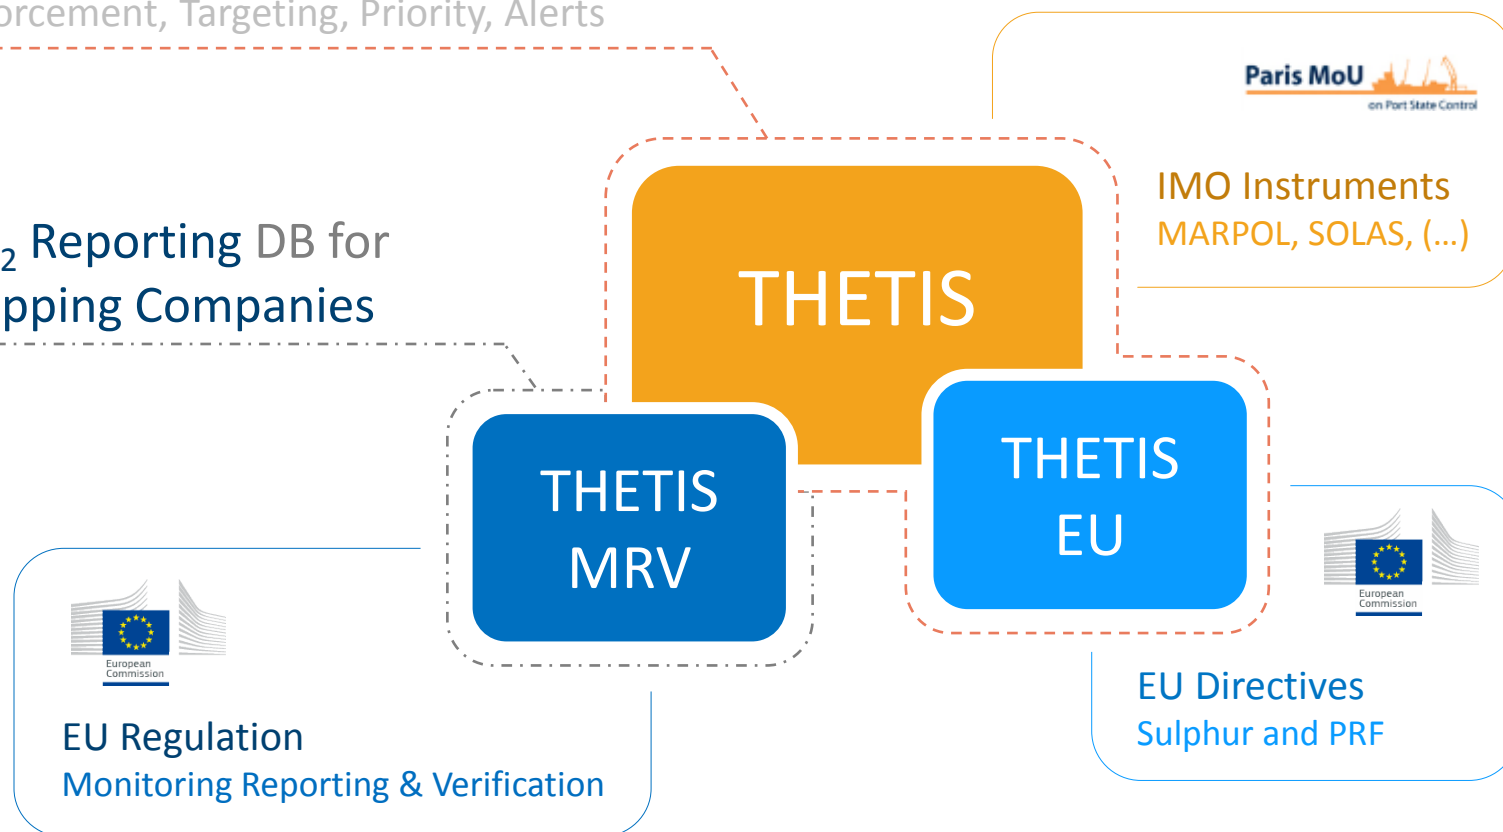 orcement, Targeting, Priority, Alerts
Paris MoU
on Port State Control
IMO Instruments
MARPOL, SOLAS, (...)
₂ Reporting DB for
pping Companies
THETIS
THETIS
MRV
THETIS
EU
European
Commission
EU Regulation
Monitoring Reporting & Verification
European
Commission
EU Directives
Sulphur and PRF